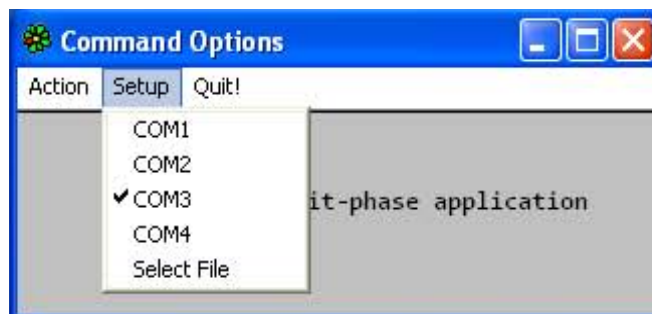 Command Options
Action Setup Quit!
COM1
COM2
COM3
it-phase application
COM4
Select File